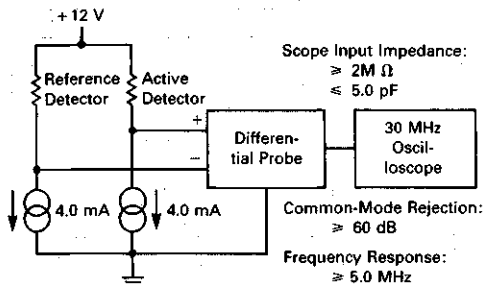 + 12 V
Reference
Detector
Active
Detector
Scope Input Impedance:
≥ 2M Ω
≤ 5.0 pF
+
−
Differen-
tial Probe
30 MHz
Oscil-
loscope
4.0 mA
4.0 mA
Common-Mode Rejection:
≥ 60 dB
Frequency Response:
≥ 5.0 MHz